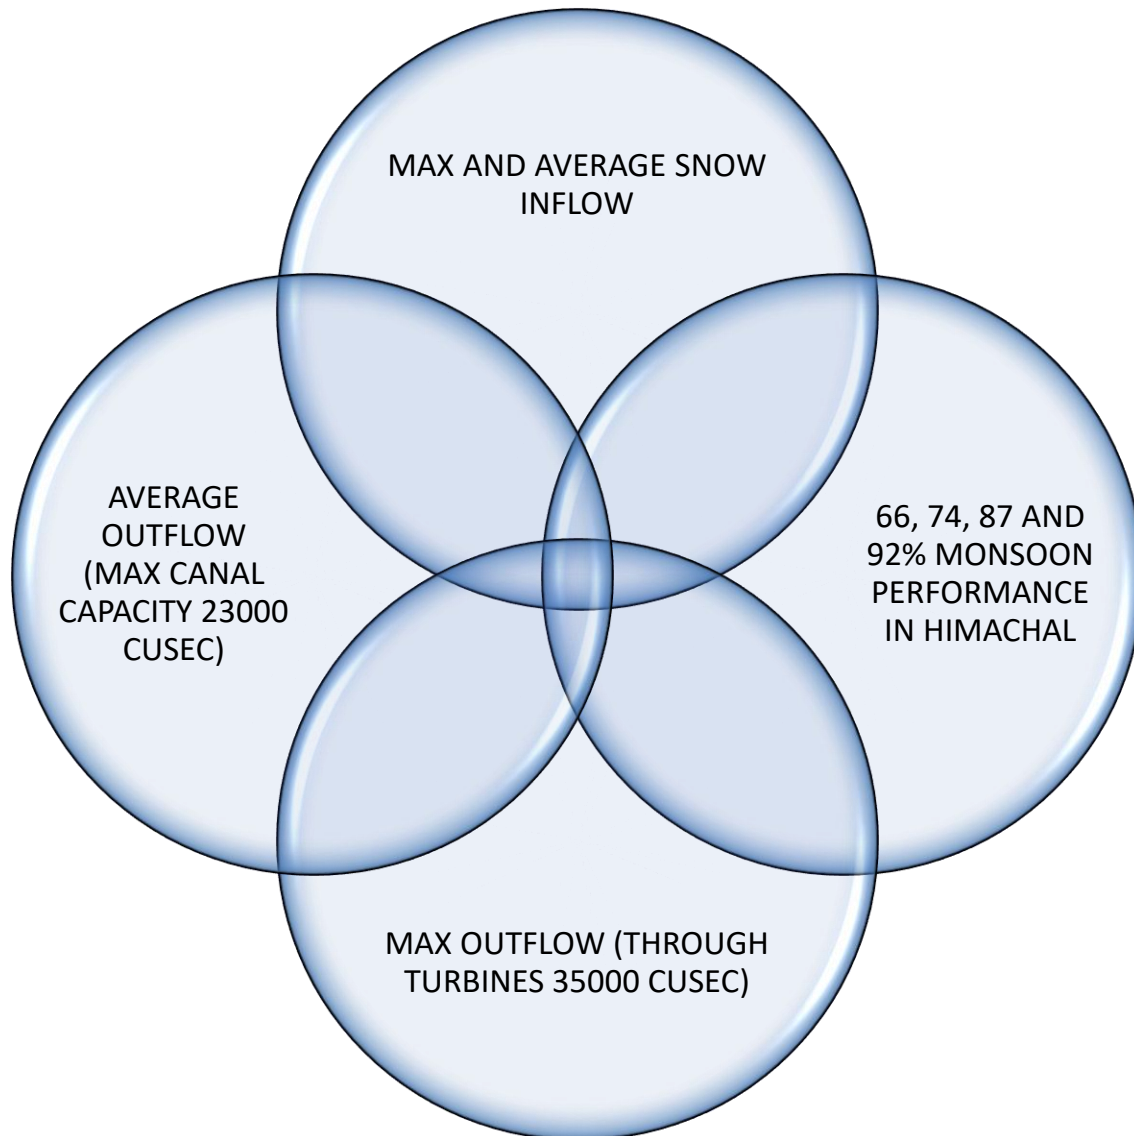 MAX AND AVERAGE SNOW
INFLOW
AVERAGE
OUTFLOW
(MAX CANAL
CAPACITY 23000
CUSEC)
66, 74, 87 AND
92% MONSOON
PERFORMANCE
IN HIMACHAL
MAX OUTFLOW (THROUGH
TURBINES 35000 CUSEC)